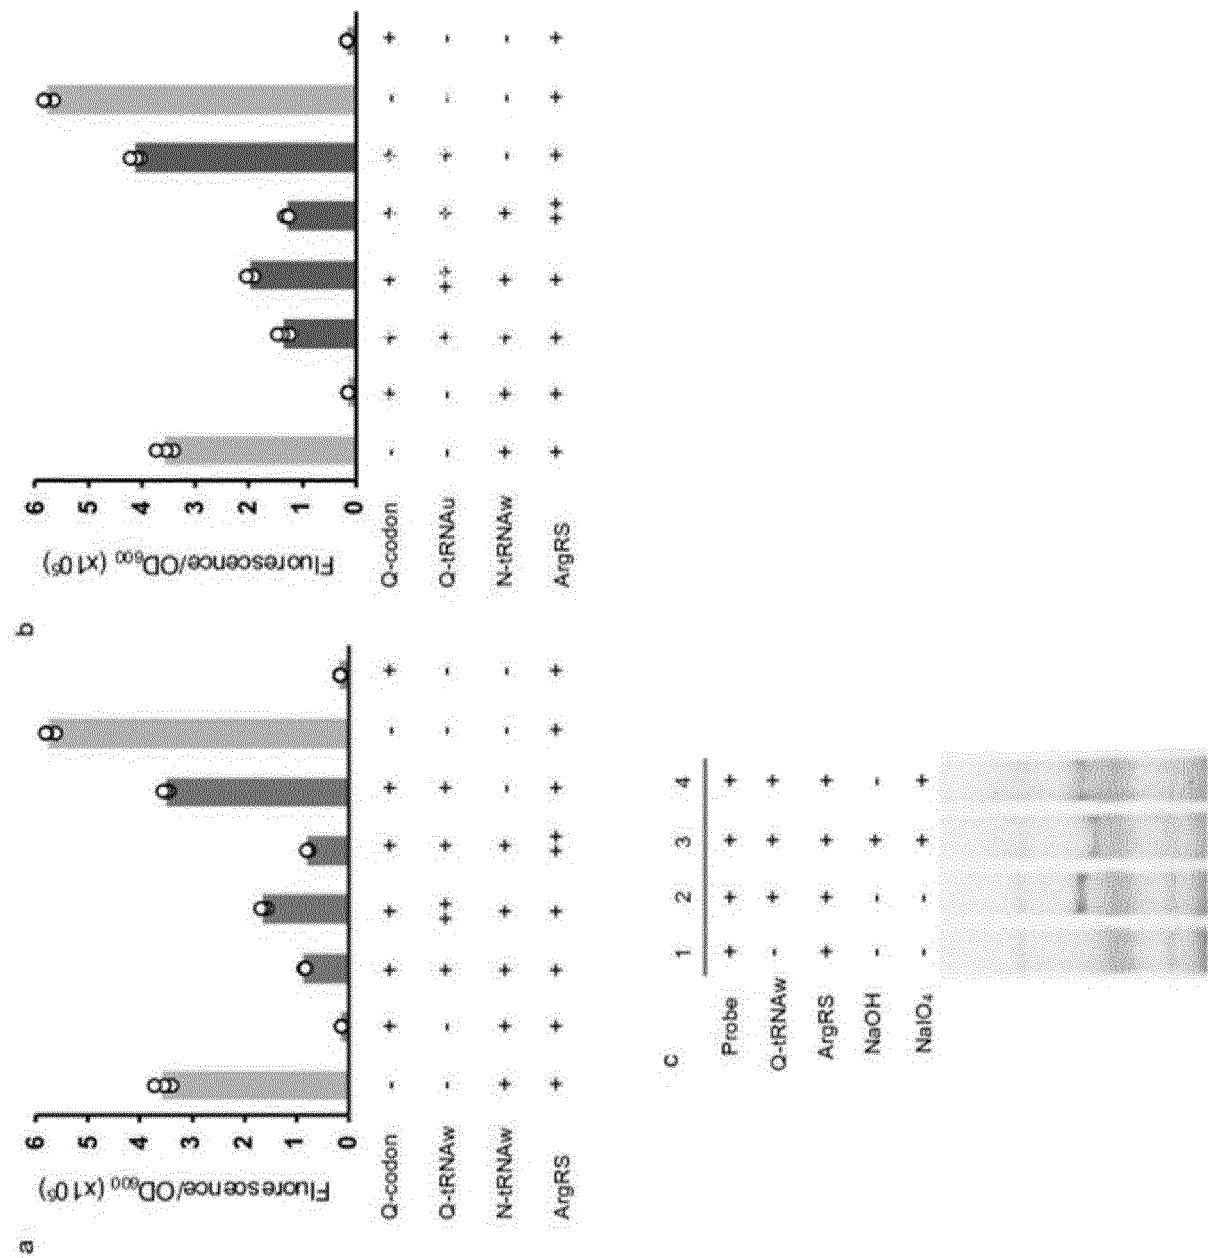 a
Fluorescence/OD₆₀₀ (x10⁵)
6
5
4
3
2
1
0
Q-codon - + + + + + - +
Q-tRNAw - - + ++ + + - -
N-tRNAw + + + + + - - -
ArgRS + + + + ++ + + +
b
Fluorescence/OD₆₀₀ (x10⁵)
6
5
4
3
2
1
0
Q-codon - + + + + + - +
Q-tRNAu - - + ++ + + - -
N-tRNAw + + + + + - - -
ArgRS + + + + ++ + + +
c
1 2 3 4
Probe + + + +
Q-tRNAw - + + +
ArgRS + + + +
NaOH - - + -
NaIO₄ - - + +